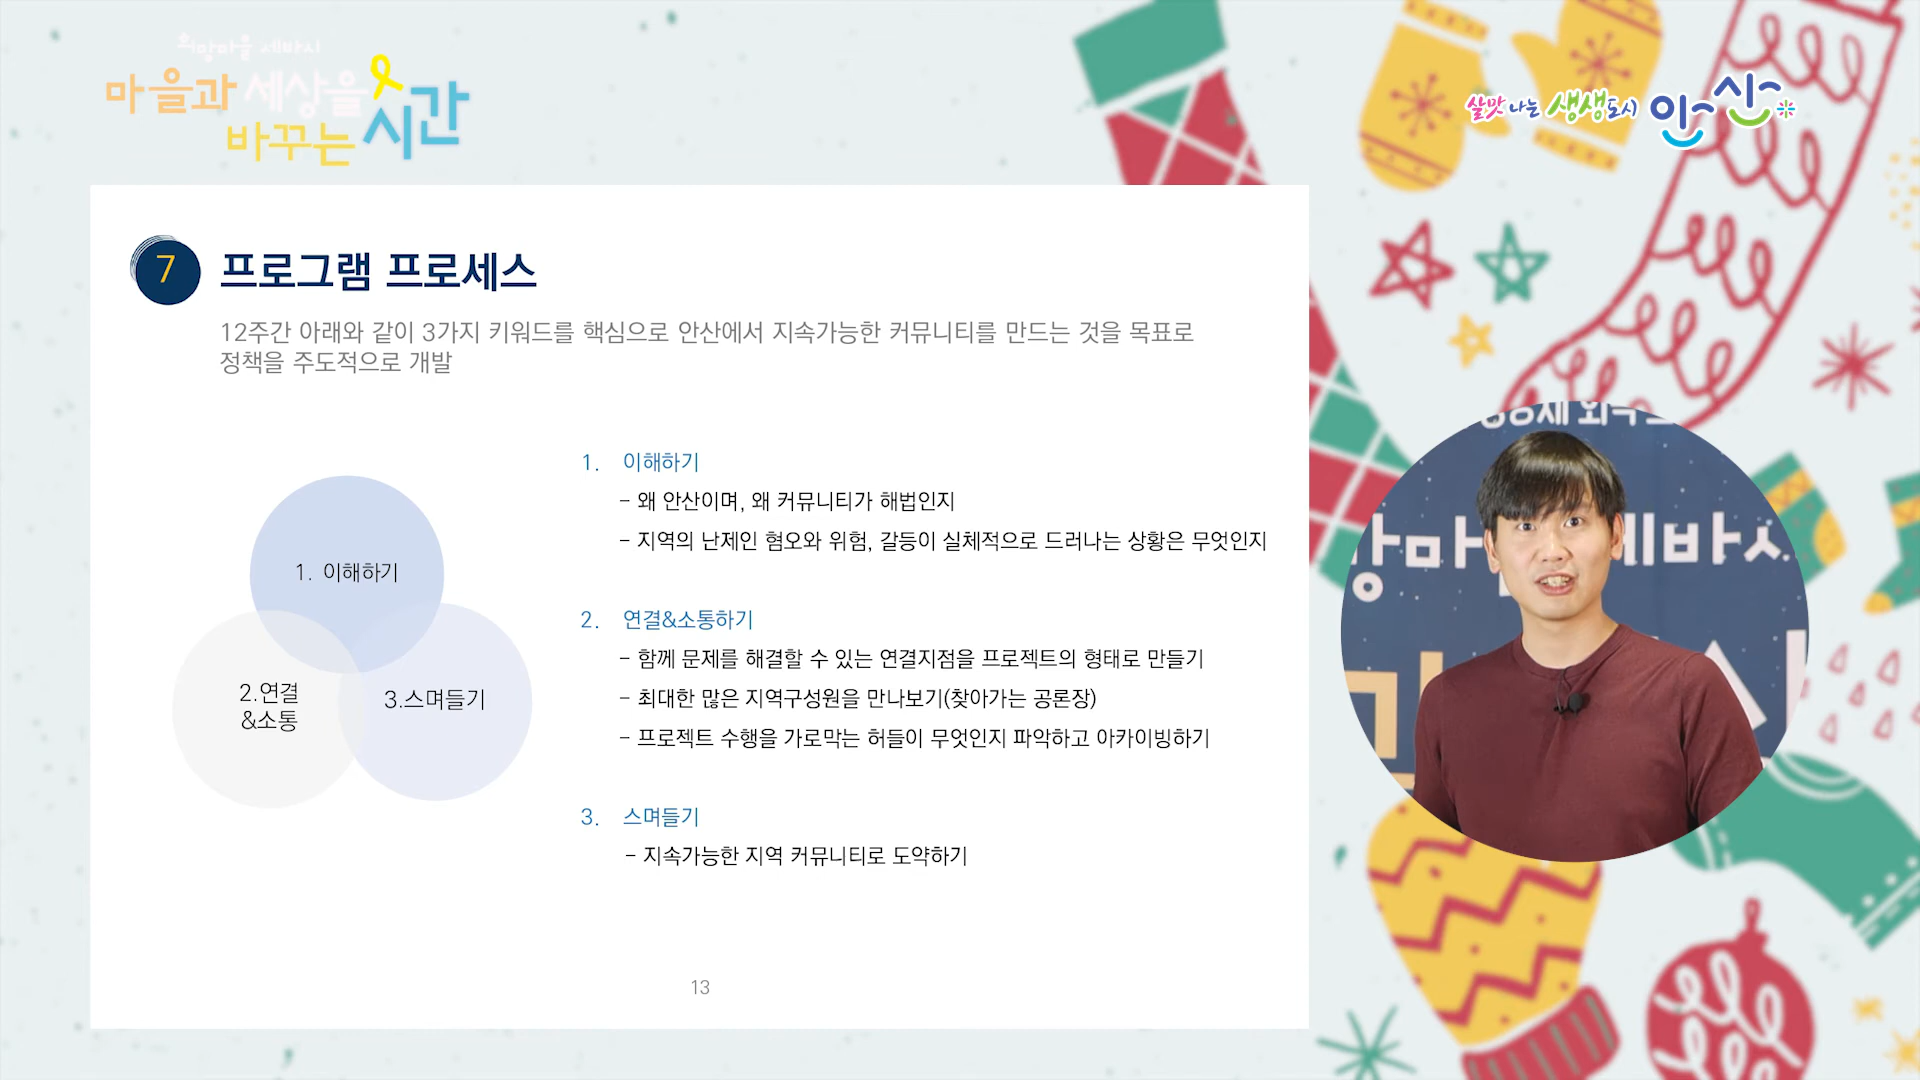 희망마을 세바시
마을과 세상을
바꾸는 시간
살맛나는 생생도시 안산
7
프로그램 프로세스
12주간 아래와 같이 3가지 키워드를 핵심으로 안산에서 지속가능한 커뮤니티를 만드는 것을 목표로
정책을 주도적으로 개발
1. 이해하기
2.연결
&소통
3.스며들기
1. 이해하기
- 왜 안산이며, 왜 커뮤니티가 해법인지
- 지역의 난제인 혐오와 위험, 갈등이 실체적으로 드러나는 상황은 무엇인지
2. 연결&소통하기
- 함께 문제를 해결할 수 있는 연결지점을 프로젝트의 형태로 만들기
- 최대한 많은 지역구성원을 만나보기(찾아가는 공론장)
- 프로젝트 수행을 가로막는 허들이 무엇인지 파악하고 아카이빙하기
3. 스며들기
- 지속가능한 지역 커뮤니티로 도약하기
13